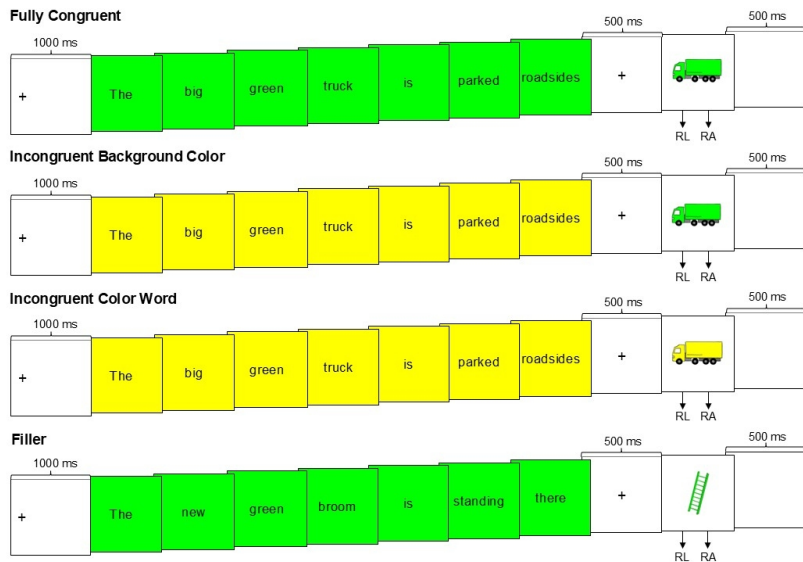 Fully Congruent
1000 ms
500 ms
500 ms
+
The
big
green
truck
is
parked
roadsides
+
RL RA
Incongruent Background Color
1000 ms
500 ms
500 ms
+
The
big
green
truck
is
parked
roadsides
+
RL RA
Incongruent Color Word
1000 ms
500 ms
500 ms
+
The
big
green
truck
is
parked
roadsides
+
RL RA
Filler
1000 ms
500 ms
500 ms
+
The
new
green
broom
is
standing
there
+
RL RA